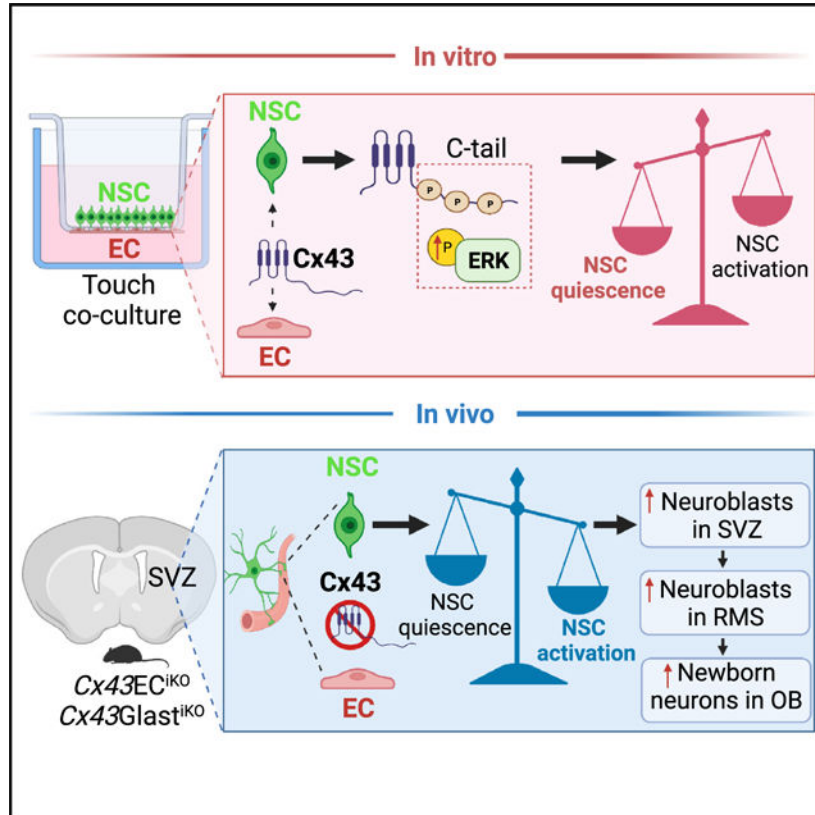 In vitro
NSC
EC
Touch
co-culture
NSC
Cx43
EC
C-tail
P P P
↑P
ERK
NSC
quiescence
NSC
activation
In vivo
SVZ
Cx43EC^iKO
Cx43Glast^iKO
NSC
Cx43
EC
NSC
quiescence
NSC
activation
↑ Neuroblasts
in SVZ
↑ Neuroblasts
in RMS
↑ Newborn
neurons in OB